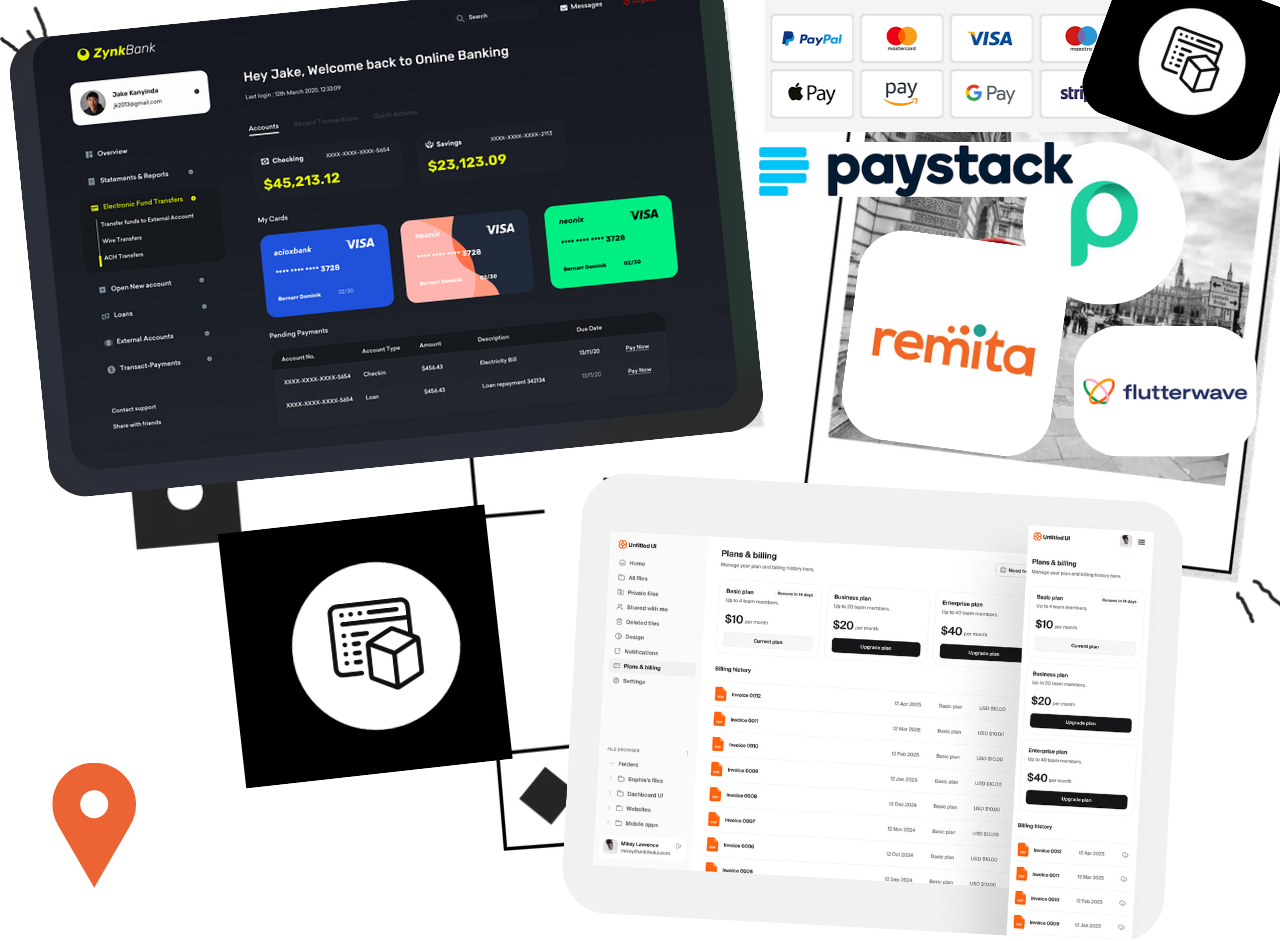 ZynkBank
Search
Messages
Jake Kanyinda
jk2013@gmail.com
Hey Jake, Welcome back to Online Banking
Last login : 12th March 2020. 12:33:09
Accounts
Recent Transactions
Quick Actions
Overview
Statements & Reports
Electronic Fund Transfers
Transfer funds to External Account
Wire Transfers
ACH Transfers
Open New account
Loans
External Accounts
Transact-Payments
Contact support
Share with friends
Checking
XXXX-XXXX-XXXX-5654
$45,213.12
Savings
XXXX-XXXX-XXXX-2113
$23,123.09
My Cards
acioxbank
VISA
•••• •••• •••• 3728
Bernarr Dominik
02/30
neonix
VISA
•••• •••• •••• 3728
Bernarr Dominik
02/30
neonix
VISA
•••• •••• •••• 3728
Bernarr Dominik
02/30
Pending Payments
Account No. Account Type Amount Description Due Date
XXXX-XXXX-XXXX-5654 Checkin $456.43 Electricity Bill 13/11/20 Pay Now
XXXX-XXXX-XXXX-5654 Loan $456.43 Loan repayment 342134 13/11/20 Pay Now
PayPal
mastercard
VISA
maestro
Pay
pay
G Pay
paystack
remita
flutterwave
Untitled UI
Home
All files
Private files
Shared with me
Deleted files
Design
Notifications
Plans & billing
Settings
FILE BROWSER
Folders
Sophie's files
Dashboard UI
Websites
Mobile apps
Mikey Lawrence
mikey@untitledui.com
Plans & billing
Manage your plan and billing history here.
Need
Basic plan
Renews in 14 days
Up to 4 team members.
$10 per month
Current plan
Business plan
Up to 20 team members.
$20 per month
Upgrade plan
Enterprise plan
Up to 40 team members.
$40 per month
Upgrade plan
Billing history
Invoice 0012 12 Apr 2025 Basic plan USD $10.00
Invoice 0011 12 Mar 2025 Basic plan USD $10.00
Invoice 0010 12 Feb 2025 Basic plan USD $10.00
Invoice 0009 12 Jan 2025 Basic plan USD $10.00
Invoice 0008 12 Dec 2024 Basic plan USD $10.00
Invoice 0007 12 Nov 2024 Basic plan USD $10.00
Invoice 0006 12 Oct 2024 Basic plan USD $10.00
Invoice 0005 12 Sep 2024 Basic plan USD $10.00
Untitled UI
Plans & billing
Manage your plan and billing history here.
Basic plan
Renews in 14 days
Up to 4 team members.
$10 per month
Current plan
Business plan
Up to 20 team members.
$20 per month
Upgrade plan
Enterprise plan
Up to 40 team members.
$40 per month
Upgrade plan
Billing history
Invoice 0012 12 Apr 2025
Invoice 0011 12 Mar 2025
Invoice 0010 12 Feb 2025
Invoice 0009 12 Jan 2025